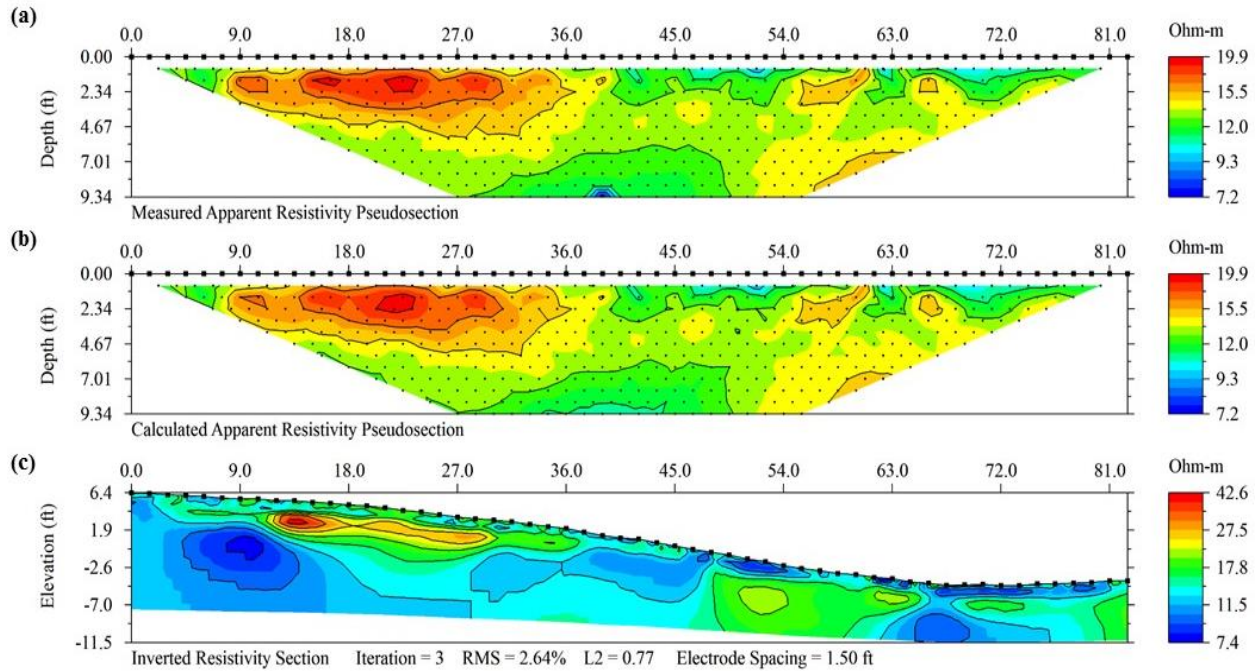 (a)
0.0 9.0 18.0 27.0 36.0 45.0 54.0 63.0 72.0 81.0
Ohm-m
Depth (ft)
0.00
2.34
4.67
7.01
9.34
19.9
15.5
12.0
9.3
7.2
Measured Apparent Resistivity Pseudosection
(b)
0.0 9.0 18.0 27.0 36.0 45.0 54.0 63.0 72.0 81.0
Ohm-m
Depth (ft)
0.00
2.34
4.67
7.01
9.34
19.9
15.5
12.0
9.3
7.2
Calculated Apparent Resistivity Pseudosection
(c)
0.0 9.0 18.0 27.0 36.0 45.0 54.0 63.0 72.0 81.0
Ohm-m
Elevation (ft)
6.4
1.9
-2.6
-7.0
-11.5
42.6
27.5
17.8
11.5
7.4
Inverted Resistivity Section Iteration = 3 RMS = 2.64% L2 = 0.77 Electrode Spacing = 1.50 ft